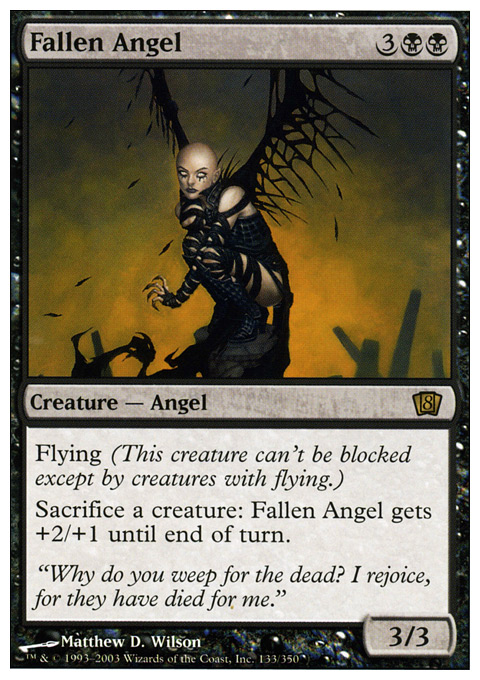 Fallen Angel 3
Creature — Angel 8
Flying (This creature can't be blocked
except by creatures with flying.)
Sacrifice a creature: Fallen Angel gets
+2/+1 until end of turn.
“Why do you weep for the dead? I rejoice,
for they have died for me.”
Matthew D. Wilson
™ & © 1993–2003 Wizards of the Coast, Inc. 133/350
3/3